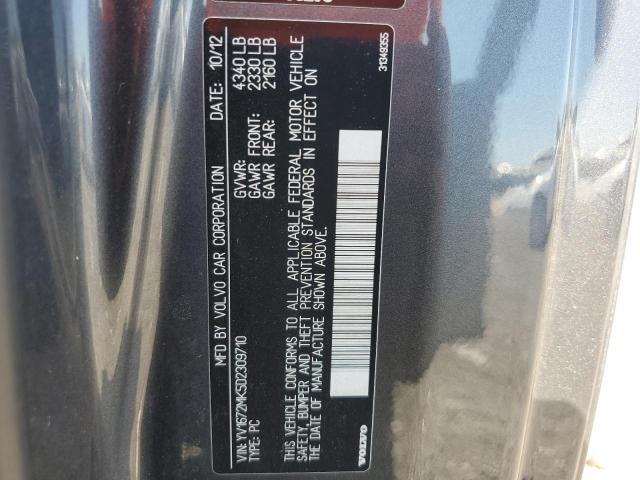 MFD BY VOLVO CAR CORPORATION DATE: 10/12
GVWR: 4340 LB
GAWR FRONT: 2330 LB
GAWR REAR: 2160 LB
VIN: YV1672MK5D2309710
TYPE: PC
THIS VEHICLE CONFORMS TO ALL APPLICABLE FEDERAL MOTOR VEHICLE
SAFETY, BUMPER AND THEFT PREVENTION STANDARDS IN EFFECT ON
THE DATE OF MANUFACTURE SHOWN ABOVE.
VOLVO
31349355